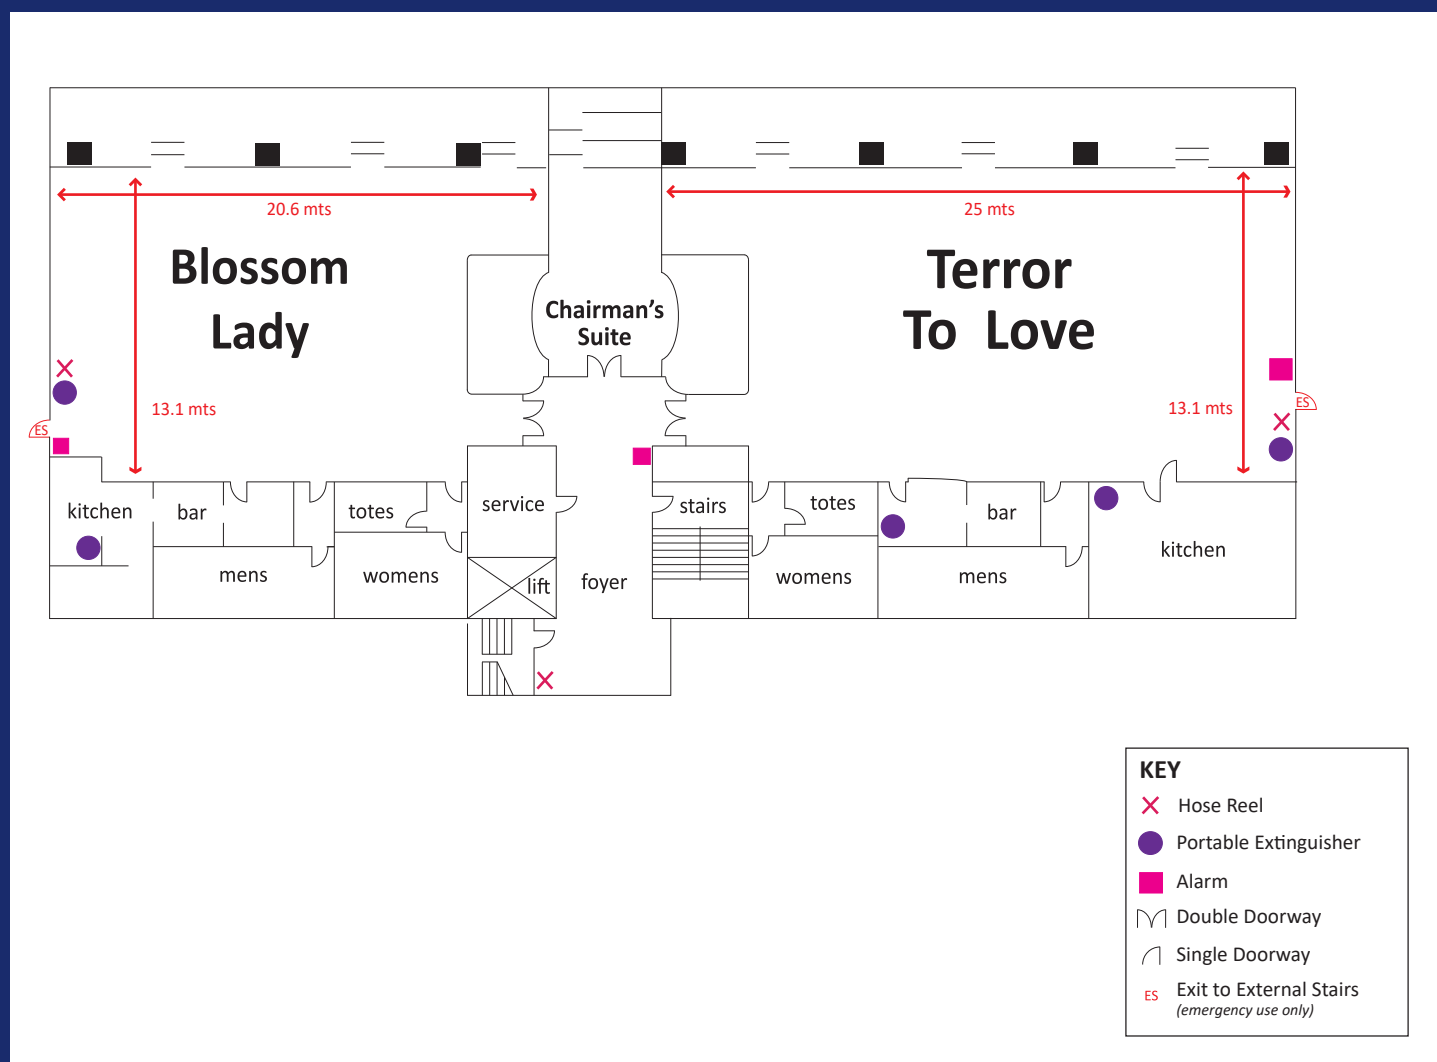 20.6 mts
25 mts
Blossom
Lady
Terror
To Love
Chairman's
Suite
13.1 mts
13.1 mts
ES
ES
kitchen
bar
totes
service
stairs
totes
bar
kitchen
mens
womens
lift
foyer
womens
mens
KEY
Hose Reel
Portable Extinguisher
Alarm
Double Doorway
Single Doorway
ES
Exit to External Stairs
(emergency use only)